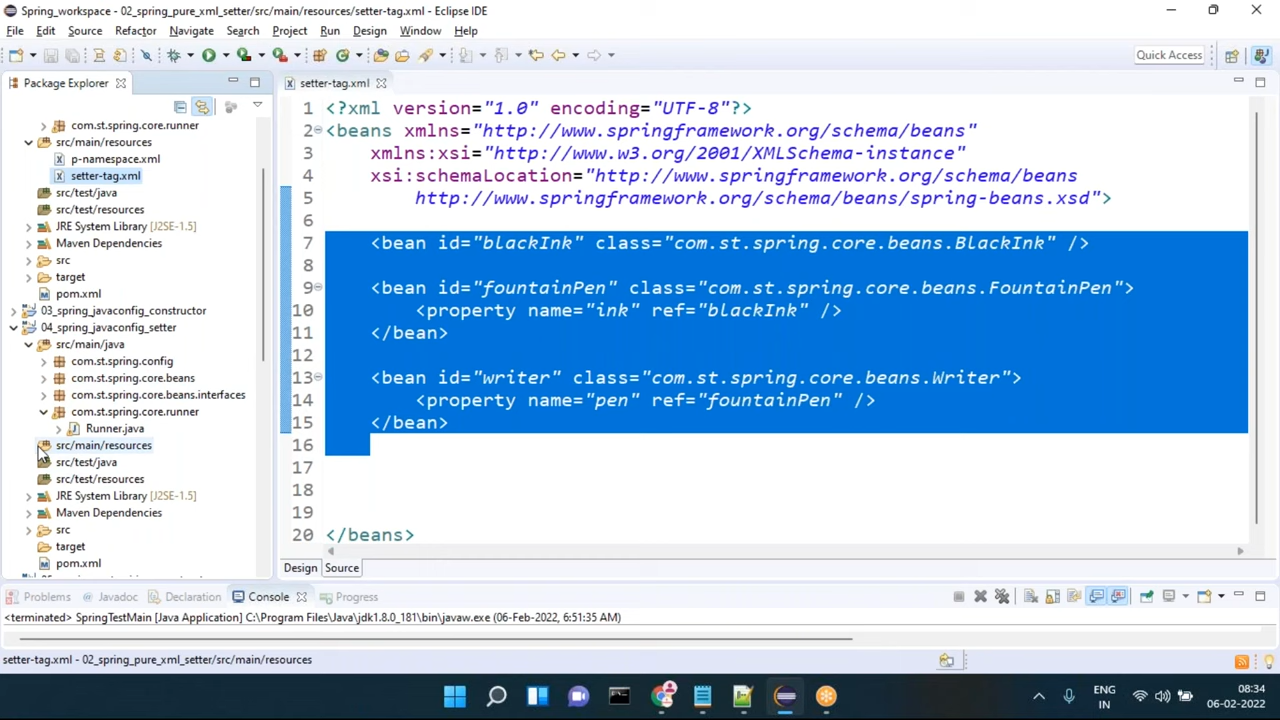 Spring_workspace - 02_spring_pure_xml_setter/src/main/resources/setter-tag.xml - Eclipse IDE
File Edit Source Refactor Navigate Search Project Run Design Window Help
Quick Access
Package Explorer
com.st.spring.core.runner
src/main/resources
p-namespace.xml
setter-tag.xml
src/test/java
src/test/resources
JRE System Library [J2SE-1.5]
Maven Dependencies
src
target
pom.xml
03_spring_javaconfig_constructor
04_spring_javaconfig_setter
src/main/java
com.st.spring.config
com.st.spring.core.beans
com.st.spring.core.beans.interfaces
com.st.spring.core.runner
Runner.java
src/main/resources
src/test/java
src/test/resources
JRE System Library [J2SE-1.5]
Maven Dependencies
src
target
pom.xml
setter-tag.xml
1 <?xml version="1.0" encoding="UTF-8"?>
2 <beans xmlns="http://www.springframework.org/schema/beans"
3 xmlns:xsi="http://www.w3.org/2001/XMLSchema-instance"
4 xsi:schemaLocation="http://www.springframework.org/schema/beans
5 http://www.springframework.org/schema/beans/spring-beans.xsd">
6
7 <bean id="blackInk" class="com.st.spring.core.beans.BlackInk" />
8
9 <bean id="fountainPen" class="com.st.spring.core.beans.FountainPen">
10 <property name="ink" ref="blackInk" />
11 </bean>
12
13 <bean id="writer" class="com.st.spring.core.beans.Writer">
14 <property name="pen" ref="fountainPen" />
15 </bean>
16
17
18
19
20 </beans>
Design Source
Problems Javadoc Declaration Console Progress
<terminated> SpringTestMain [Java Application] C:\Program Files\Java\jdk1.8.0_181\bin\javaw.exe (06-Feb-2022, 6:51:35 AM)
setter-tag.xml - 02_spring_pure_xml_setter/src/main/resources
ENG
IN
08:34
06-02-2022